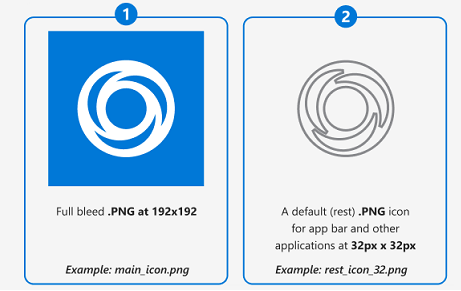 1
Full bleed .PNG at 192x192
Example: main_icon.png
2
A default (rest) .PNG icon
for app bar and other
applications at 32px x 32px
Example: rest_icon_32.png